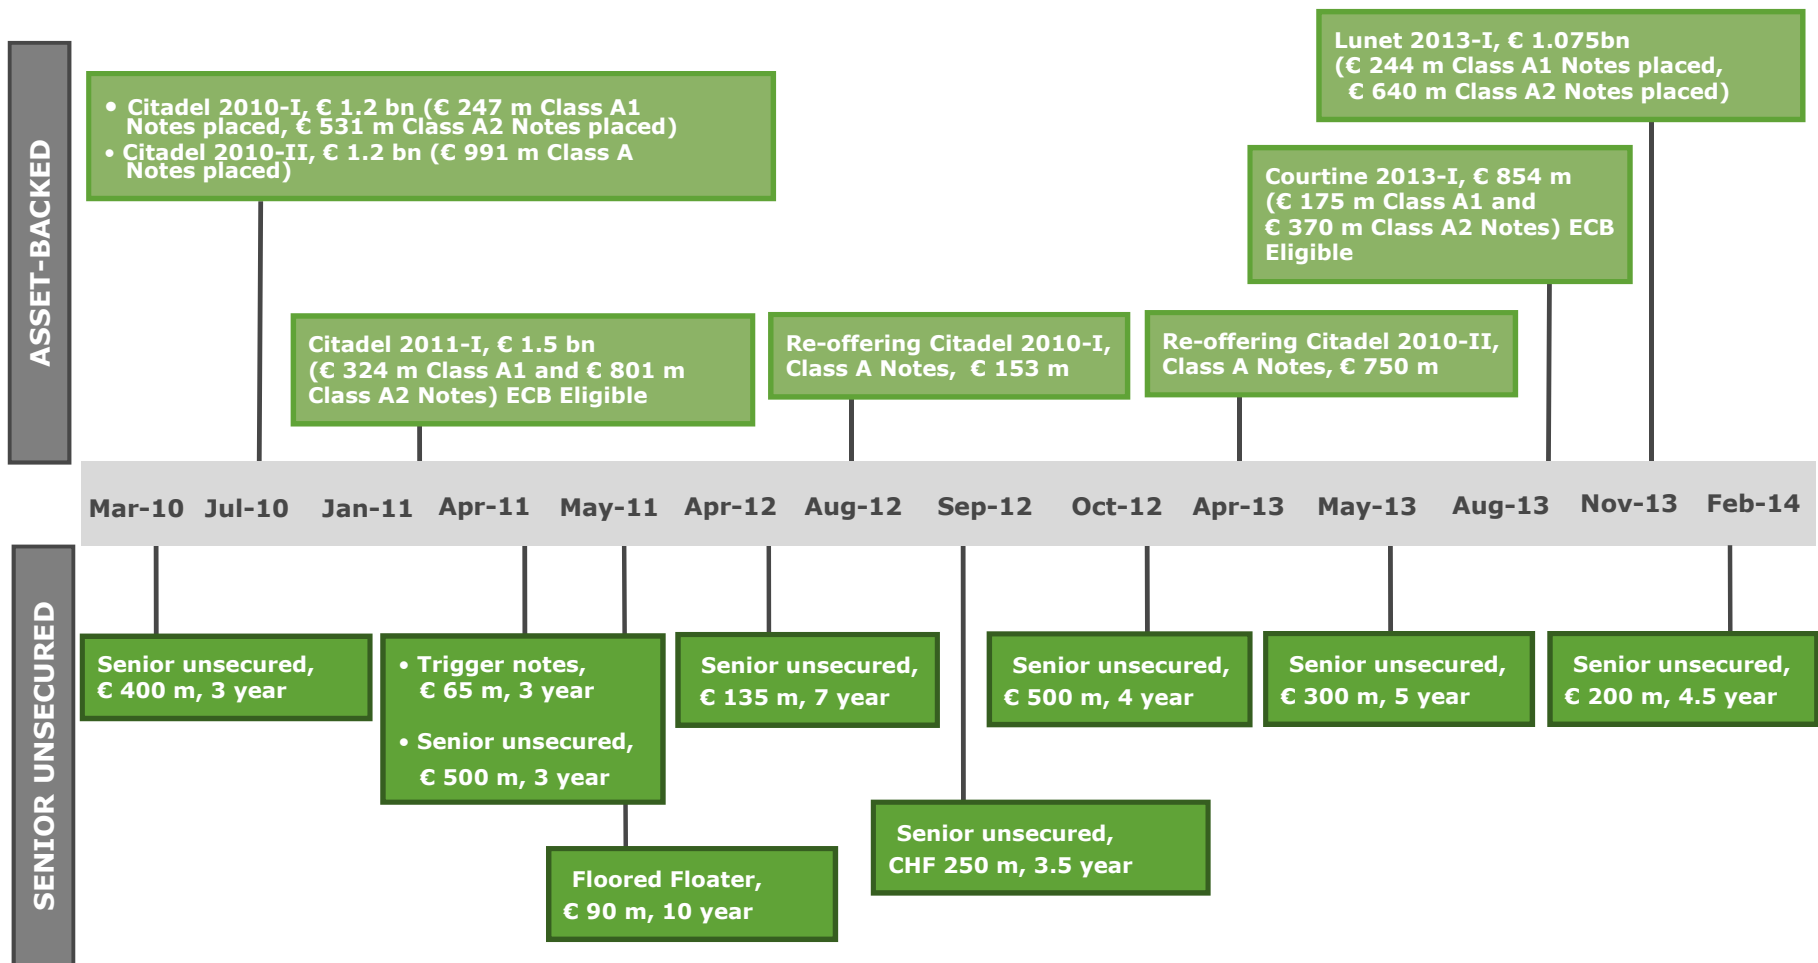 ASSET-BACKED
• Citadel 2010-I, € 1.2 bn (€ 247 m Class A1
Notes placed, € 531 m Class A2 Notes placed)
• Citadel 2010-II, € 1.2 bn (€ 991 m Class A
Notes placed)
Lunet 2013-I, € 1.075bn
(€ 244 m Class A1 Notes placed,
€ 640 m Class A2 Notes placed)
Courtine 2013-I, € 854 m
(€ 175 m Class A1 and
€ 370 m Class A2 Notes) ECB
Eligible
Citadel 2011-I, € 1.5 bn
(€ 324 m Class A1 and € 801 m
Class A2 Notes) ECB Eligible
Re-offering Citadel 2010-I,
Class A Notes, € 153 m
Re-offering Citadel 2010-II,
Class A Notes, € 750 m
Mar-10 Jul-10 Jan-11 Apr-11 May-11 Apr-12 Aug-12 Sep-12 Oct-12 Apr-13 May-13 Aug-13 Nov-13 Feb-14
SENIOR UNSECURED
Senior unsecured,
€ 400 m, 3 year
• Trigger notes,
€ 65 m, 3 year
• Senior unsecured,
€ 500 m, 3 year
Floored Floater,
€ 90 m, 10 year
Senior unsecured,
€ 135 m, 7 year
Senior unsecured,
CHF 250 m, 3.5 year
Senior unsecured,
€ 500 m, 4 year
Senior unsecured,
€ 300 m, 5 year
Senior unsecured,
€ 200 m, 4.5 year